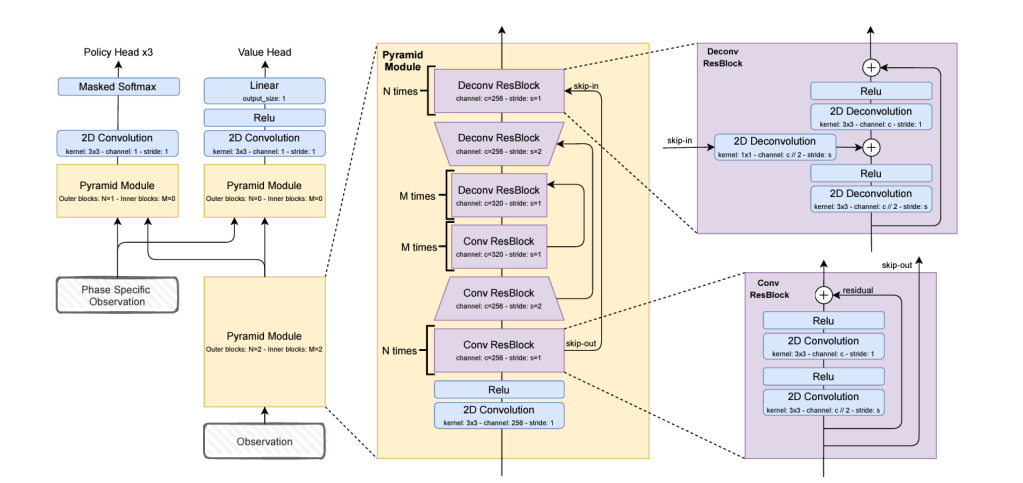 Policy Head x3
Masked Softmax
2D Convolution
kernel: 3x3 - channel: 1 - stride: 1
Pyramid Module
Outer blocks: N=1 - Inner blocks: M=0
Value Head
Linear
output_size: 1
Relu
2D Convolution
kernel: 3x3 - channel: 1 - stride: 1
Pyramid Module
Outer blocks: N=0 - Inner blocks: M=0
Phase Specific
Observation
Pyramid Module
Outer blocks: N=2 - Inner blocks: M=2
Observation
Pyramid
Module
N times
Deconv ResBlock
channel: c=256 - stride: s=1
skip-in
Deconv ResBlock
channel: c=256 - stride: s=2
M times
Deconv ResBlock
channel: c=320 - stride: s=1
M times
Conv ResBlock
channel: c=320 - stride: s=1
Conv ResBlock
channel: c=256 - stride: s=2
N times
Conv ResBlock
channel: c=256 - stride: s=1
skip-out
Relu
2D Convolution
kernel: 3x3 - channel: 256 - stride: 1
Deconv
ResBlock
Relu
2D Deconvolution
kernel: 3x3 - channel: c - stride: 1
skip-in
2D Deconvolution
kernel: 1x1 - channel: c // 2 - stride: s
Relu
2D Deconvolution
kernel: 3x3 - channel: c // 2 - stride: s
skip-out
Conv
ResBlock
residual
Relu
2D Convolution
kernel: 3x3 - channel: c - stride: 1
Relu
2D Convolution
kernel: 3x3 - channel: c // 2 - stride: s